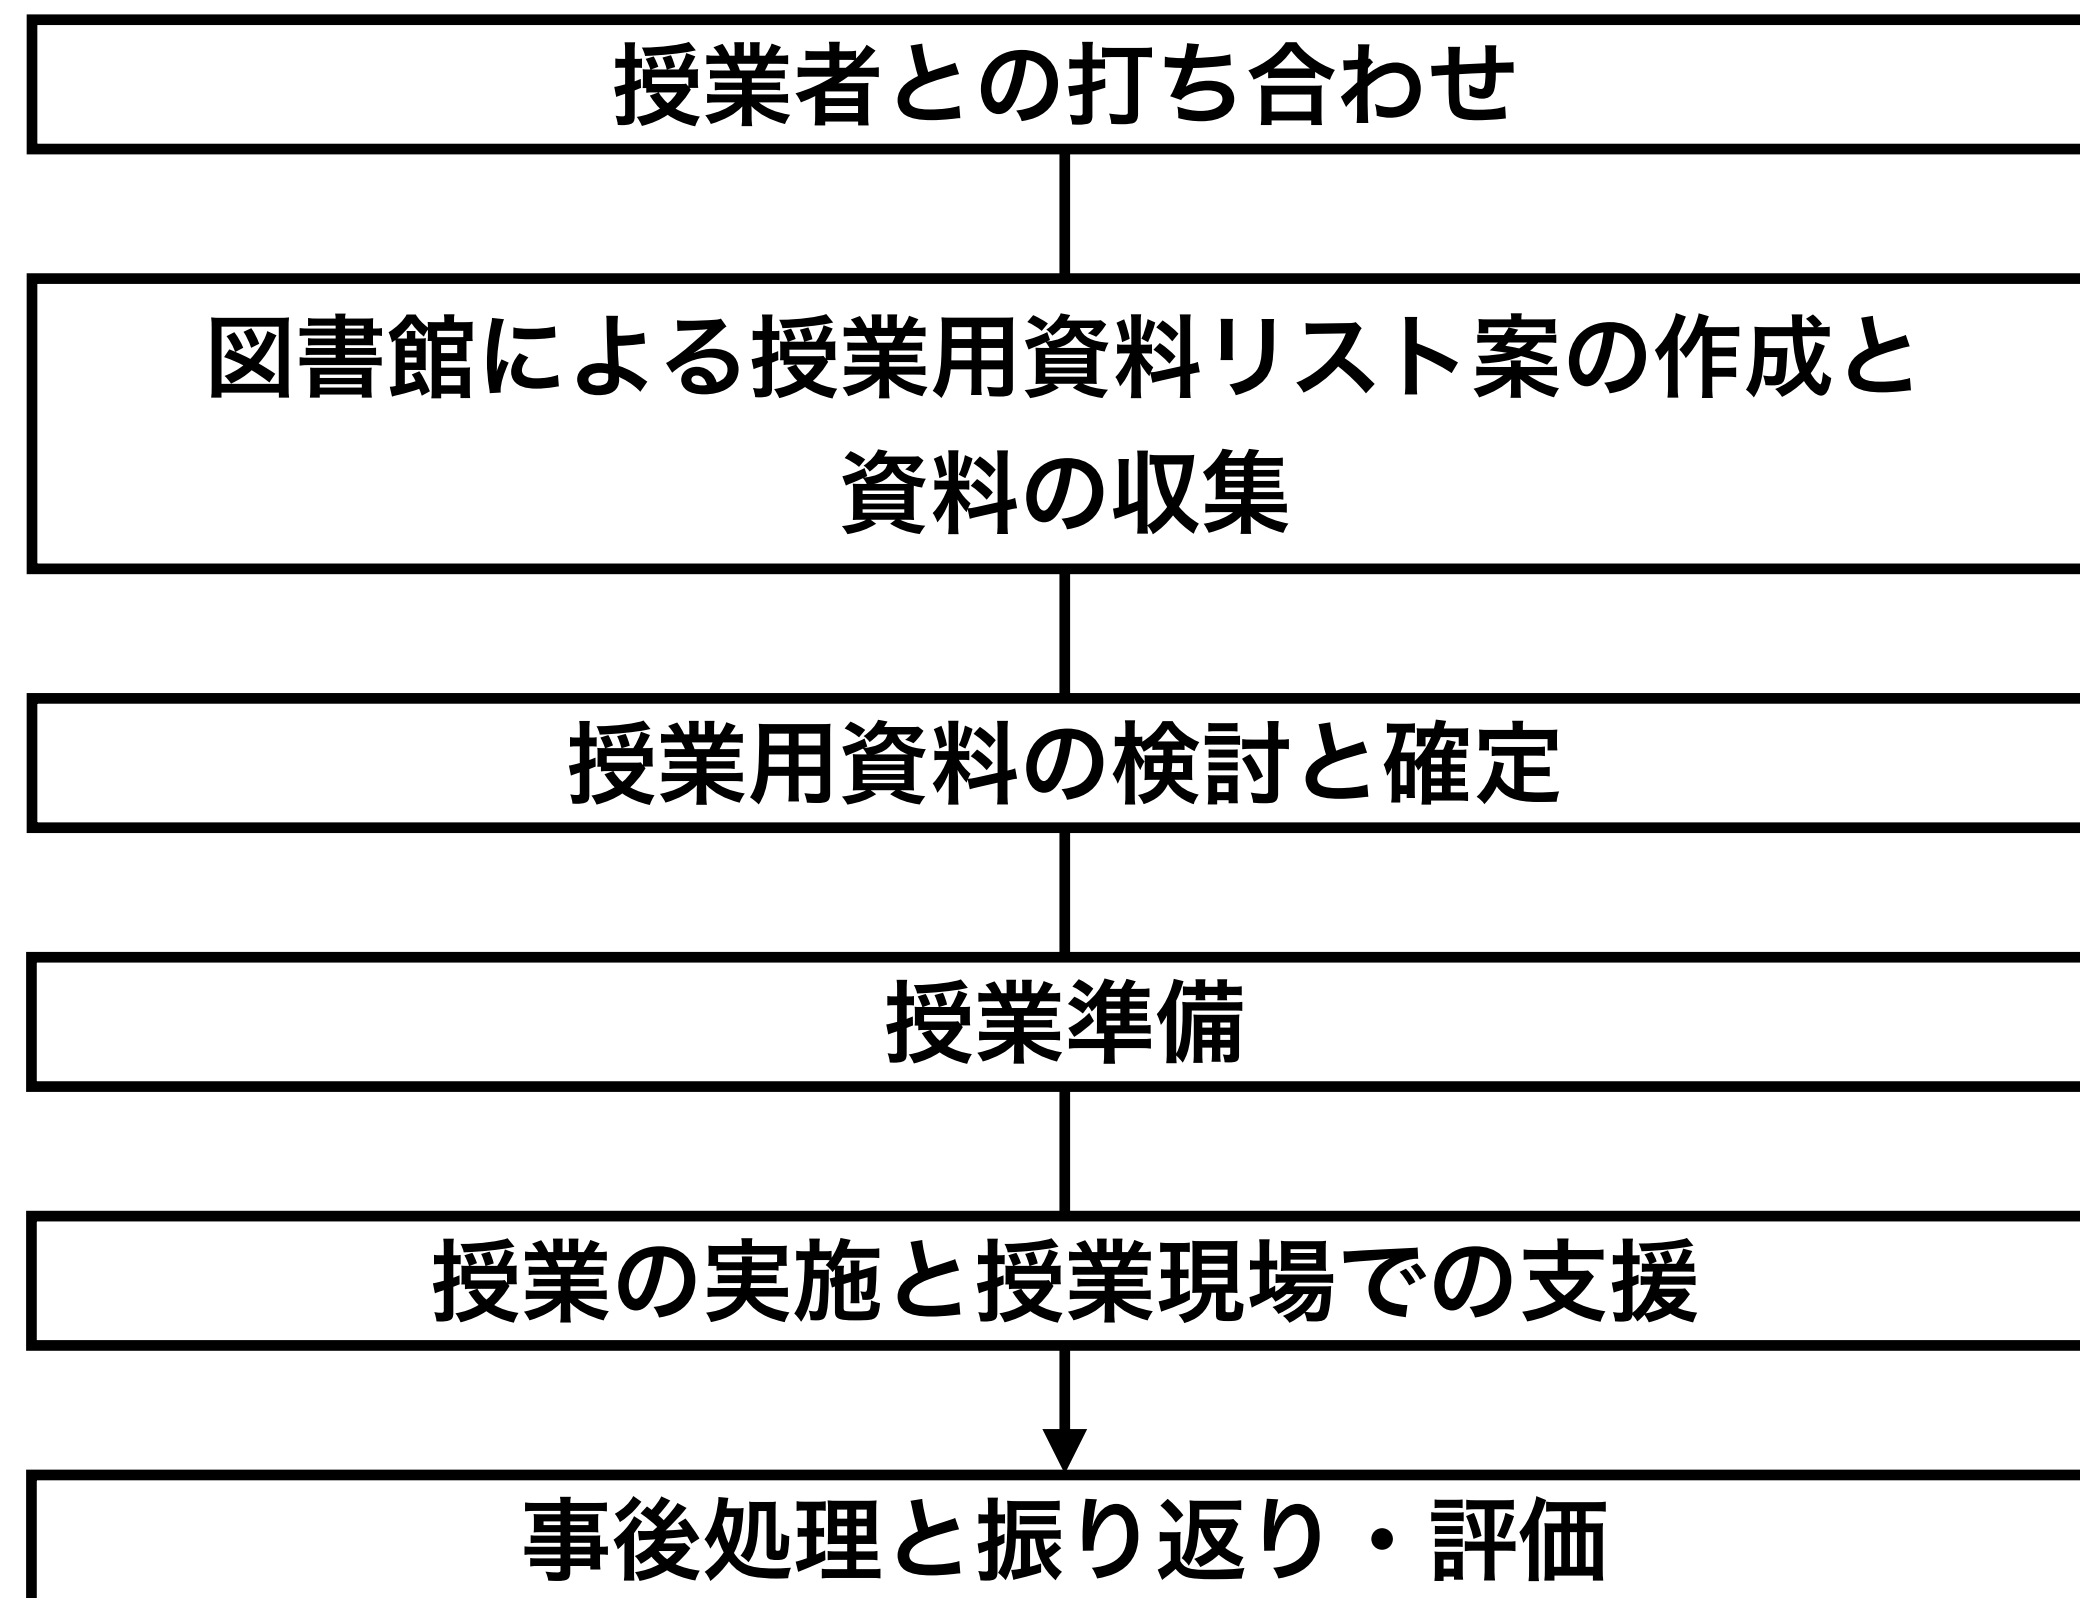 授業者との打ち合わせ
図書館による授業用資料リスト案の作成と
資料の収集
授業用資料の検討と確定
授業準備
授業の実施と授業現場での支援
事後処理と振り返り・評価